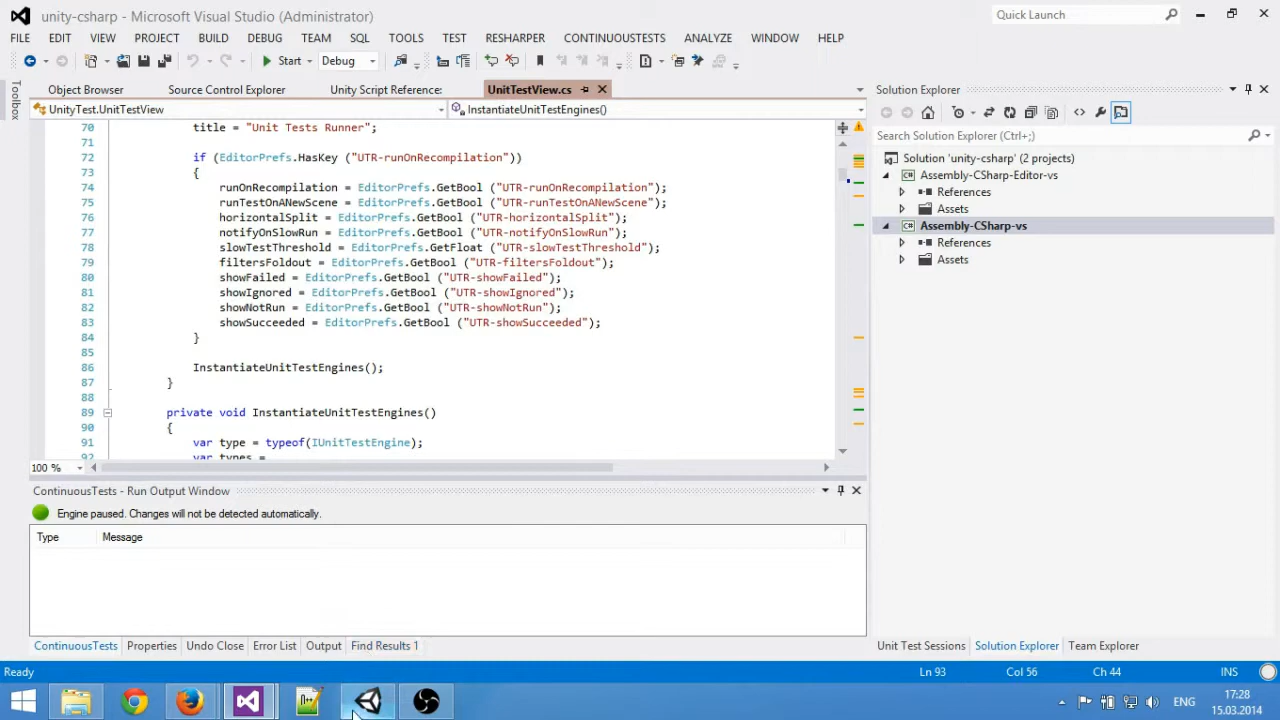 unity-csharp - Microsoft Visual Studio (Administrator)
Quick Launch
FILE EDIT VIEW PROJECT BUILD DEBUG TEAM SQL TOOLS TEST RESHARPER CONTINUOUSTESTS ANALYZE WINDOW HELP
Start Debug
Toolbox
Object Browser Source Control Explorer Unity Script Reference: UnitTestView.cs
UnityTest.UnitTestView InstantiateUnitTestEngines()
70 title = "Unit Tests Runner";
71
72 if (EditorPrefs.HasKey ("UTR-runOnRecompilation"))
73 {
74 runOnRecompilation = EditorPrefs.GetBool ("UTR-runOnRecompilation");
75 runTestOnANewScene = EditorPrefs.GetBool ("UTR-runTestOnANewScene");
76 horizontalSplit = EditorPrefs.GetBool ("UTR-horizontalSplit");
77 notifyOnSlowRun = EditorPrefs.GetBool ("UTR-notifyOnSlowRun");
78 slowTestThreshold = EditorPrefs.GetFloat ("UTR-slowTestThreshold");
79 filtersFoldout = EditorPrefs.GetBool ("UTR-filtersFoldout");
80 showFailed = EditorPrefs.GetBool ("UTR-showFailed");
81 showIgnored = EditorPrefs.GetBool ("UTR-showIgnored");
82 showNotRun = EditorPrefs.GetBool ("UTR-showNotRun");
83 showSucceeded = EditorPrefs.GetBool ("UTR-showSucceeded");
84 }
85
86 InstantiateUnitTestEngines();
87 }
88
89 private void InstantiateUnitTestEngines()
90 {
91 var type = typeof(IUnitTestEngine);
92 var types =
100 %
ContinuousTests - Run Output Window
Engine paused. Changes will not be detected automatically.
Type Message
ContinuousTests Properties Undo Close Error List Output Find Results 1
Solution Explorer
Search Solution Explorer (Ctrl+;)
Solution 'unity-csharp' (2 projects)
C# Assembly-CSharp-Editor-vs
References
Assets
C# Assembly-CSharp-vs
References
Assets
Unit Test Sessions Solution Explorer Team Explorer
Ready Ln 93 Col 56 Ch 44 INS
ENG
17:28
15.03.2014